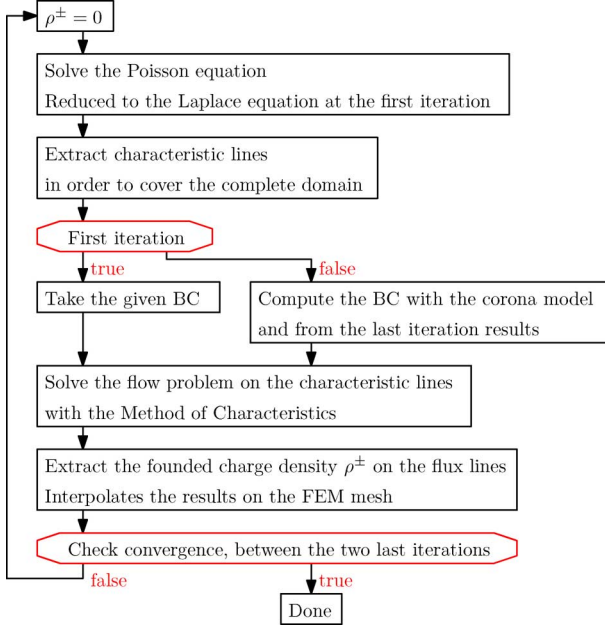 ρ± = 0
Solve the Poisson equation
Reduced to the Laplace equation at the first iteration
Extract characteristic lines
in order to cover the complete domain
First iteration
true
false
Take the given BC
Compute the BC with the corona model
and from the last iteration results
Solve the flow problem on the characteristic lines
with the Method of Characteristics
Extract the founded charge density ρ± on the flux lines
Interpolates the results on the FEM mesh
Check convergence, between the two last iterations
false
true
Done